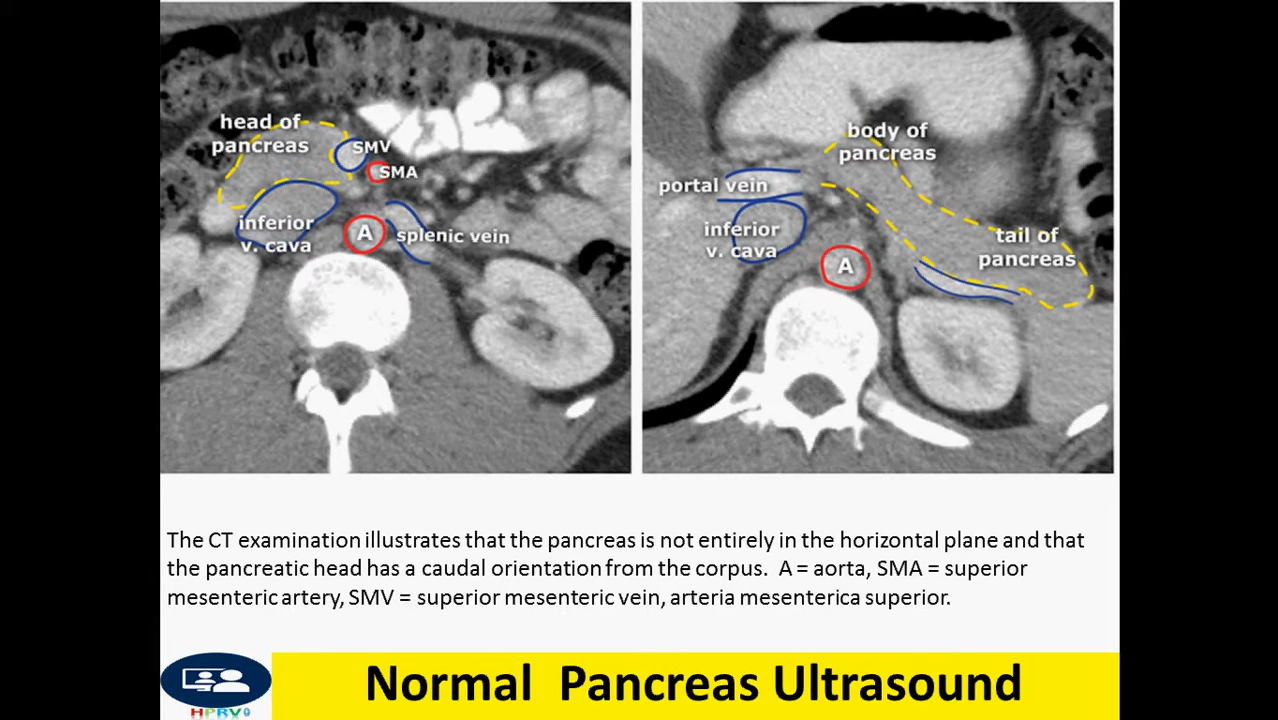 head of
pancreas
SMV
SMA
inferior
v. cava
A
splenic vein
body of
pancreas
portal vein
inferior
v. cava
A
tail of
pancreas
The CT examination illustrates that the pancreas is not entirely in the horizontal plane and that
the pancreatic head has a caudal orientation from the corpus.  A = aorta, SMA = superior
mesenteric artery, SMV = superior mesenteric vein, arteria mesenterica superior.
Normal  Pancreas Ultrasound